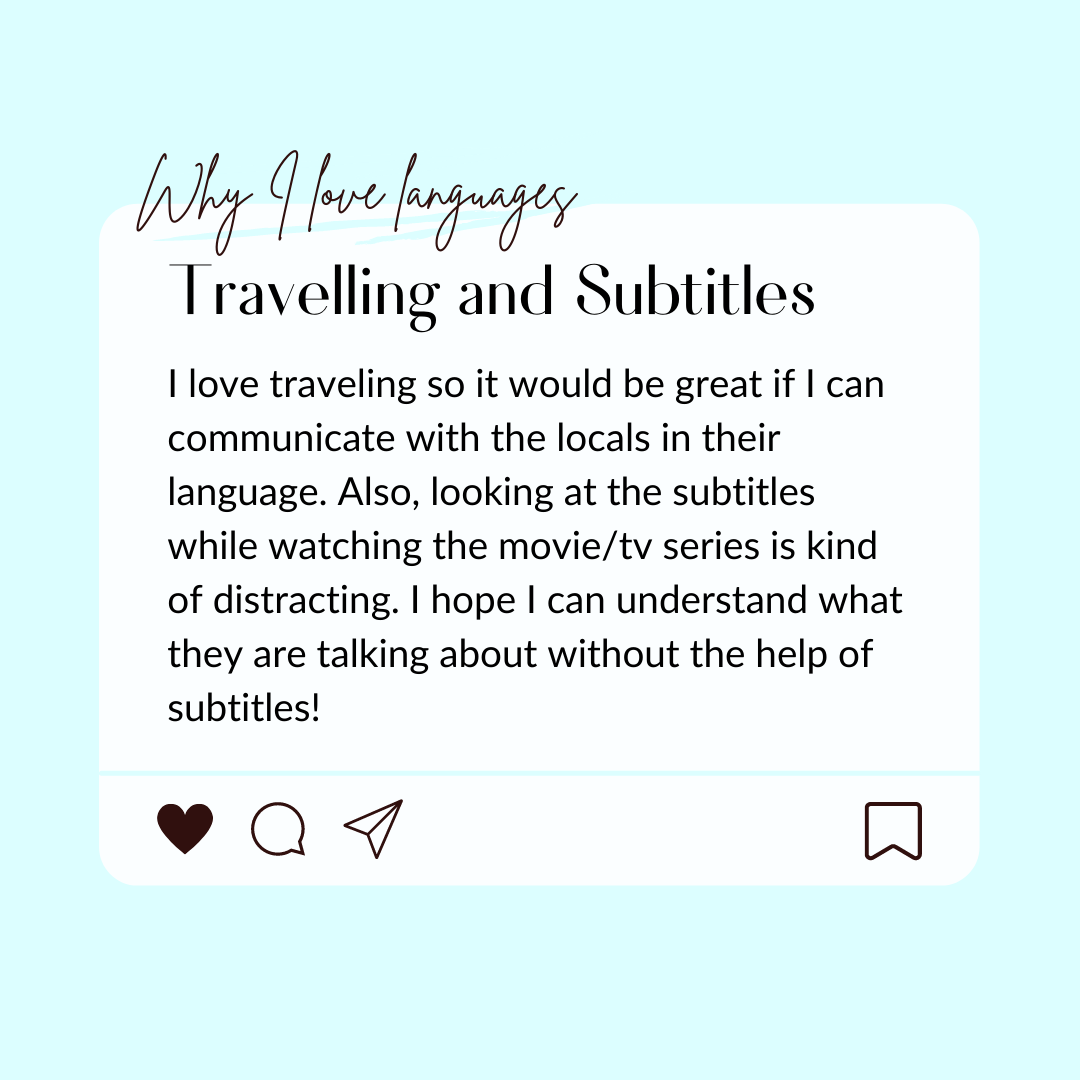 Why I love languages
Travelling and Subtitles
I love traveling so it would be great if I can
communicate with the locals in their
language. Also, looking at the subtitles
while watching the movie/tv series is kind
of distracting. I hope I can understand what
they are talking about without the help of
subtitles!